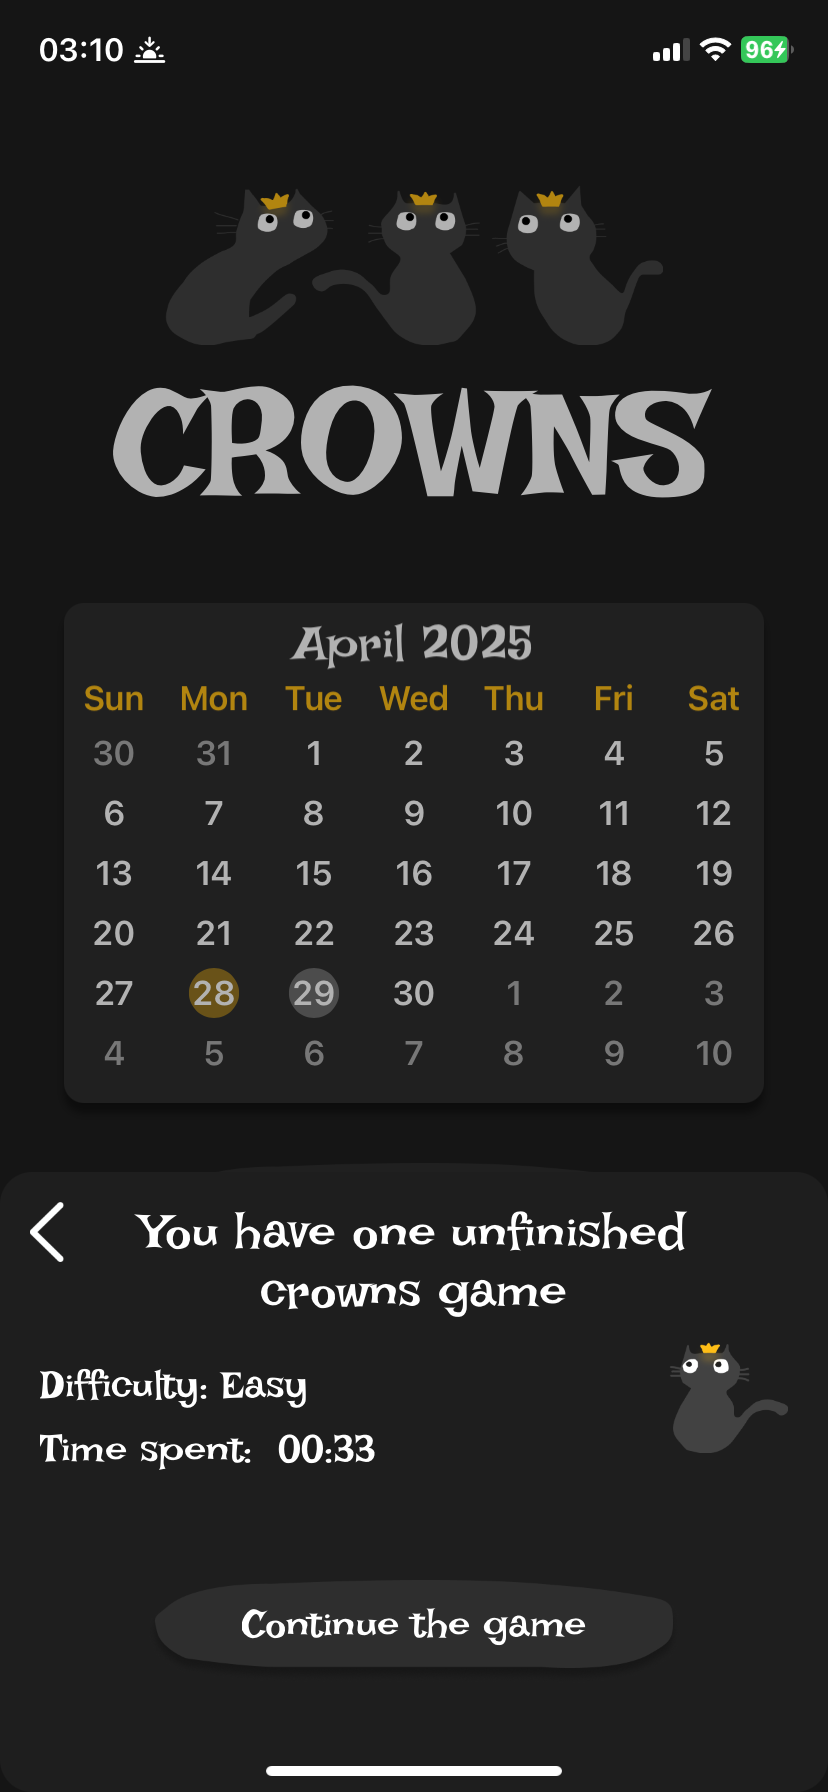 03:10
96
CROWNS
April 2025
Sun Mon Tue Wed Thu Fri Sat
30 31 1 2 3 4 5
6 7 8 9 10 11 12
13 14 15 16 17 18 19
20 21 22 23 24 25 26
27 28 29 30 1 2 3
4 5 6 7 8 9 10
You have one unfinished
crowns game
Difficulty: Easy
Time spent: 00:33
Continue the game